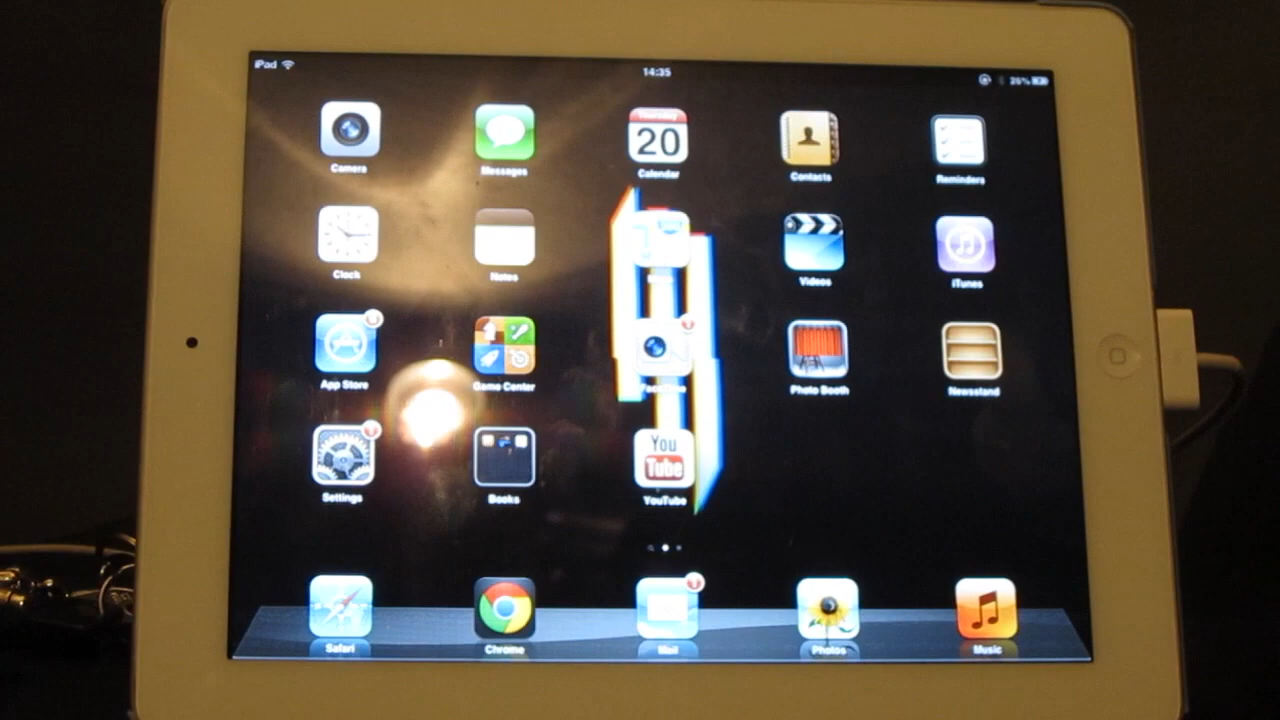 iPad
14:35
25%
20
Camera
Messages
Calendar
Contacts
Reminders
Clock
Notes
Videos
iTunes
App Store
Game Center
FaceTime
Photo Booth
Newsstand
You
Tube
Settings
Books
YouTube
Safari
Chrome
Mail
Photos
Music